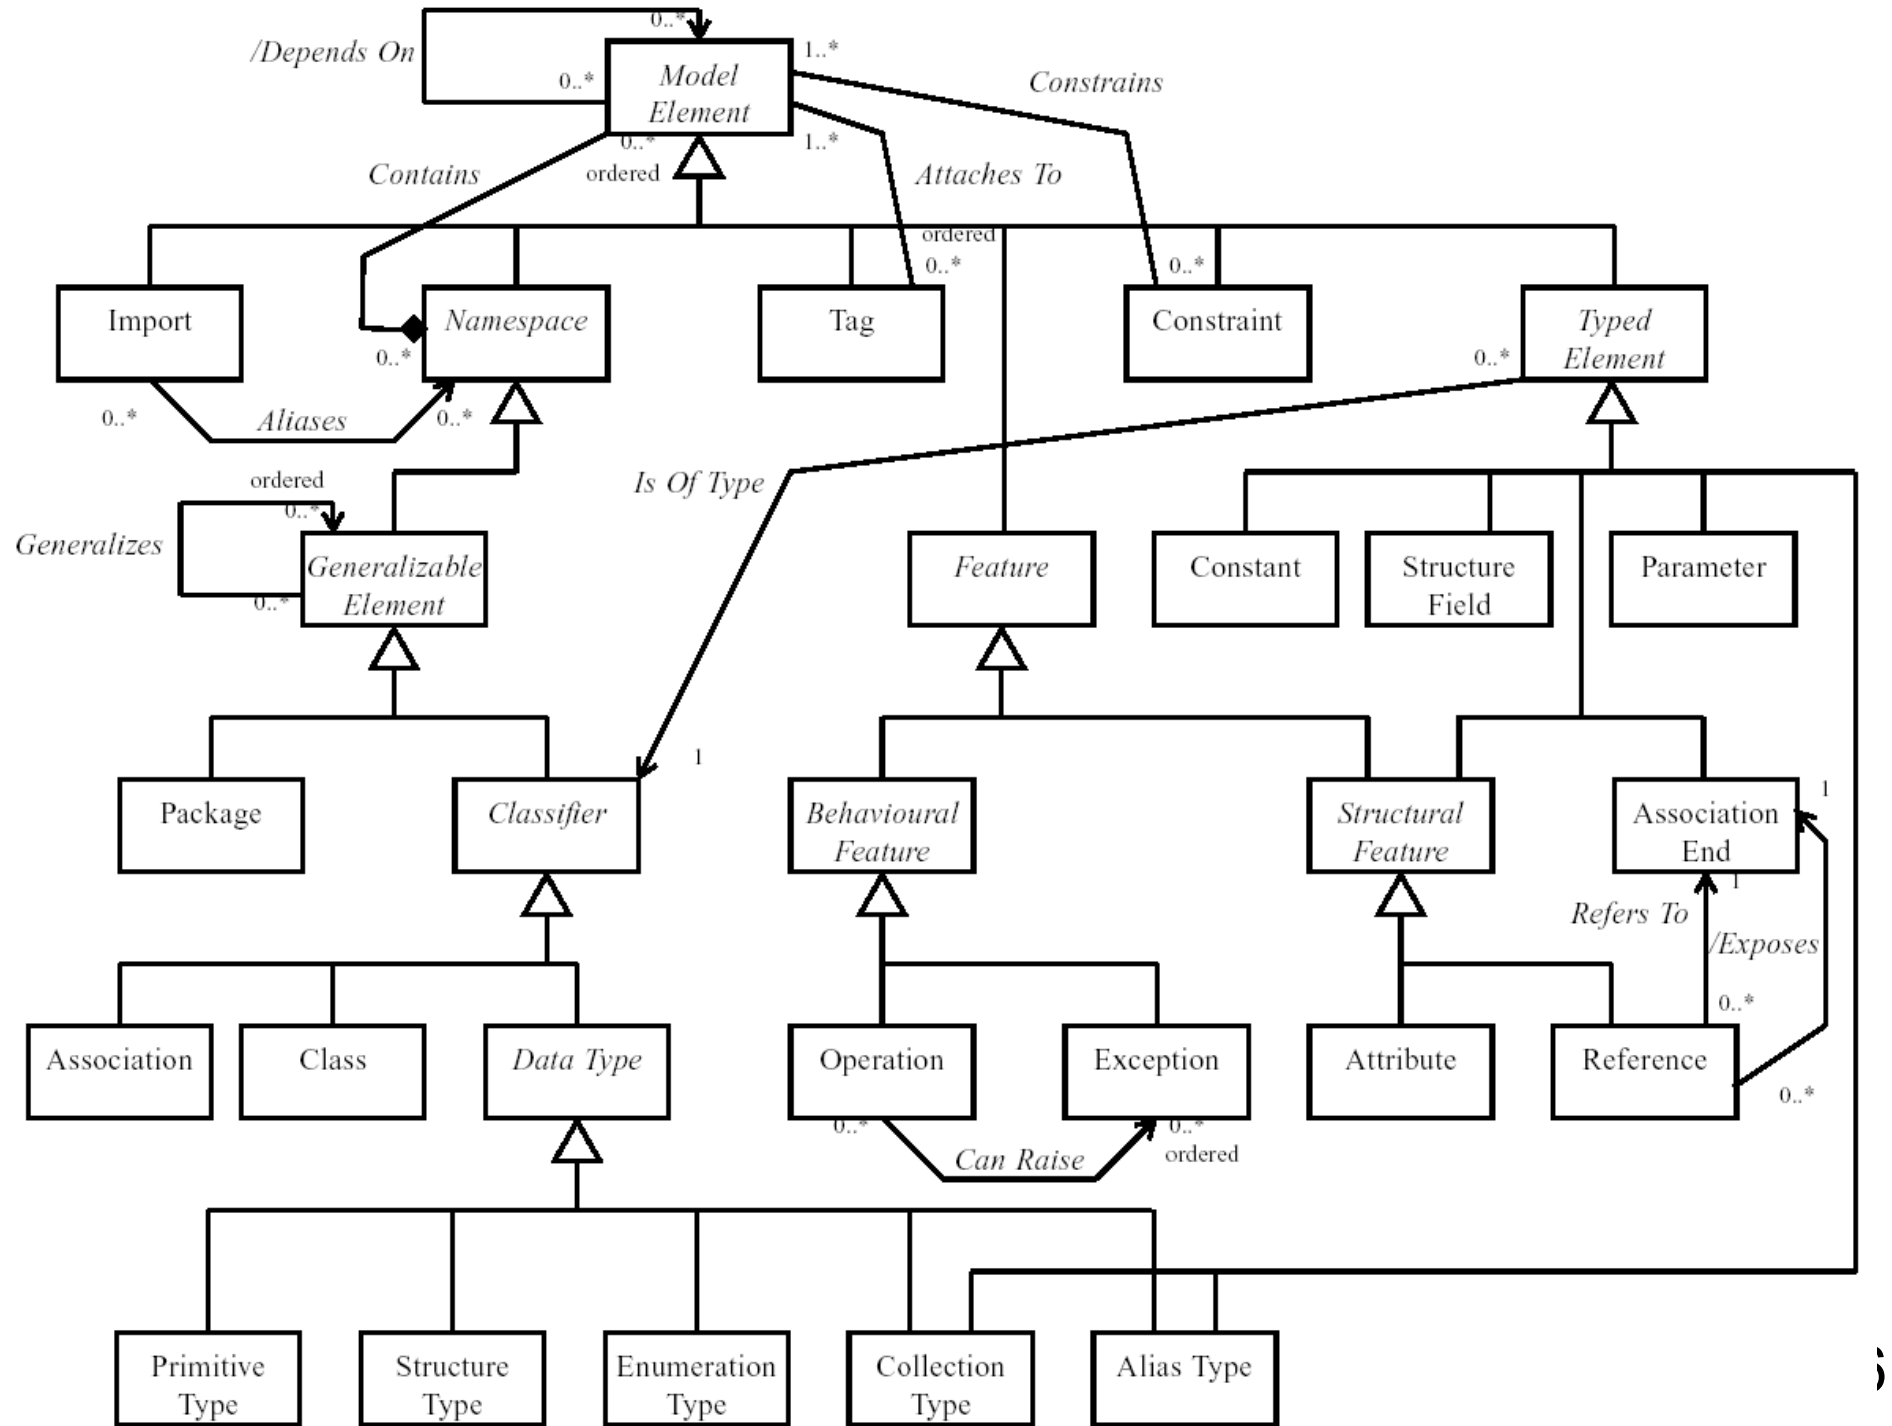 0..*
/Depends On
1..*
Model
Element
0..*
Constrains
0..*
1..*
ordered
Contains
Attaches To
ordered
0..*
0..*
Import
Namespace
Tag
Constraint
Typed
Element
0..*
0..*
0..*
Aliases
0..*
ordered
0..*
Is Of Type
Generalizes
Generalizable
Element
0..*
Feature
Constant
Structure
Field
Parameter
1
1
Package
Classifier
Behavioural
Feature
Structural
Feature
Association
End
1
Refers To
/Exposes
0..*
Association
Class
Data Type
Operation
Exception
Attribute
Reference
0..*
0..*
0..*
ordered
Can Raise
Primitive
Type
Structure
Type
Enumeration
Type
Collection
Type
Alias Type